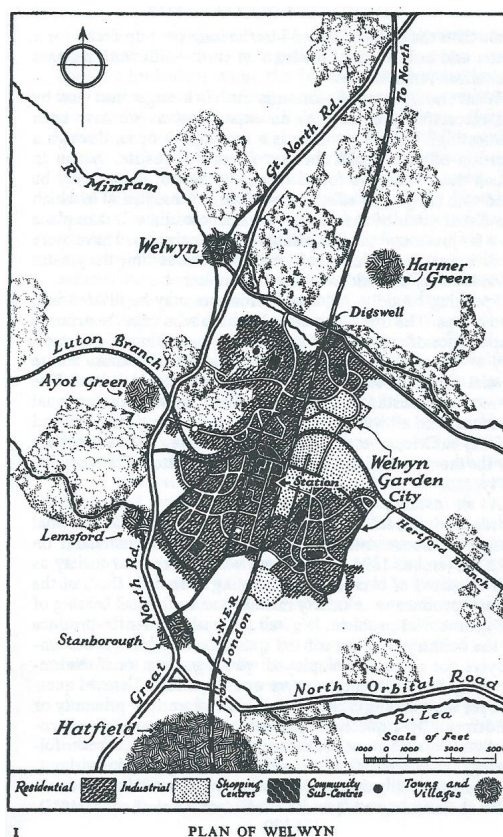 To North
Gt. North Rd.
R. Mimram
Welwyn
Harmer
Green
Digswell
Luton Branch
Ayot Green
Welwyn
Garden
City
Station
Hertford Branch
Lemsford
Great North Rd.
Stanborough
L.N.E.R.
from London
North Orbital Road
R. Lea
Hatfield
Scale of Feet
1000 0 1000 3000 5000
Residential Industrial Shopping Centres Community Sub-Centres Towns and Villages
1 PLAN OF WELWYN